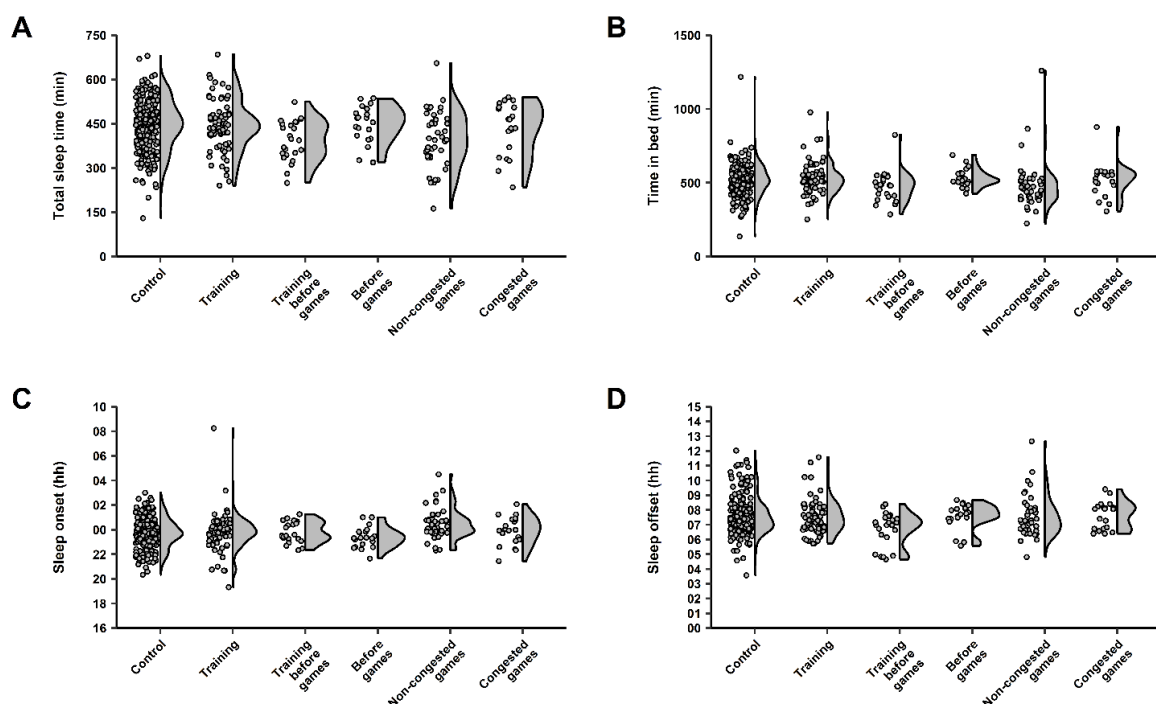 A
Total sleep time (min)
750
600
450
300
150
0
Control
Training
Training
before
games
Before
games
Non-congested games
Congested games
B
Time in bed (min)
1500
1000
500
0
Control
Training
Training
before
games
Before
games
Non-congested games
Congested games
C
Sleep onset (hh)
10
08
06
04
02
00
22
20
18
16
Control
Training
Training
before
games
Before
games
Non-congested games
Congested games
D
Sleep offset (hh)
15
14
13
12
11
10
09
08
07
06
05
04
03
02
01
00
Control
Training
Training
before
games
Before
games
Non-congested games
Congested games